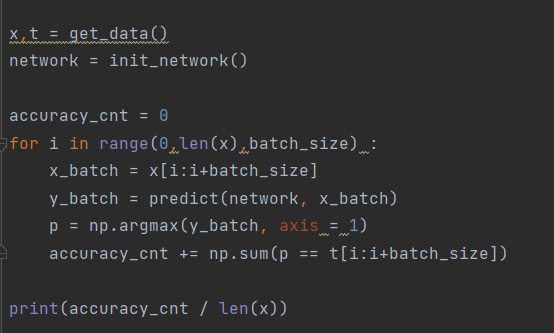 x,t = get_data()
network = init_network()

accuracy_cnt = 0
for i in range(0,len(x),batch_size) :
    x_batch = x[i:i+batch_size]
    y_batch = predict(network, x_batch)
    p = np.argmax(y_batch, axis = 1)
    accuracy_cnt += np.sum(p == t[i:i+batch_size])

print(accuracy_cnt / len(x))